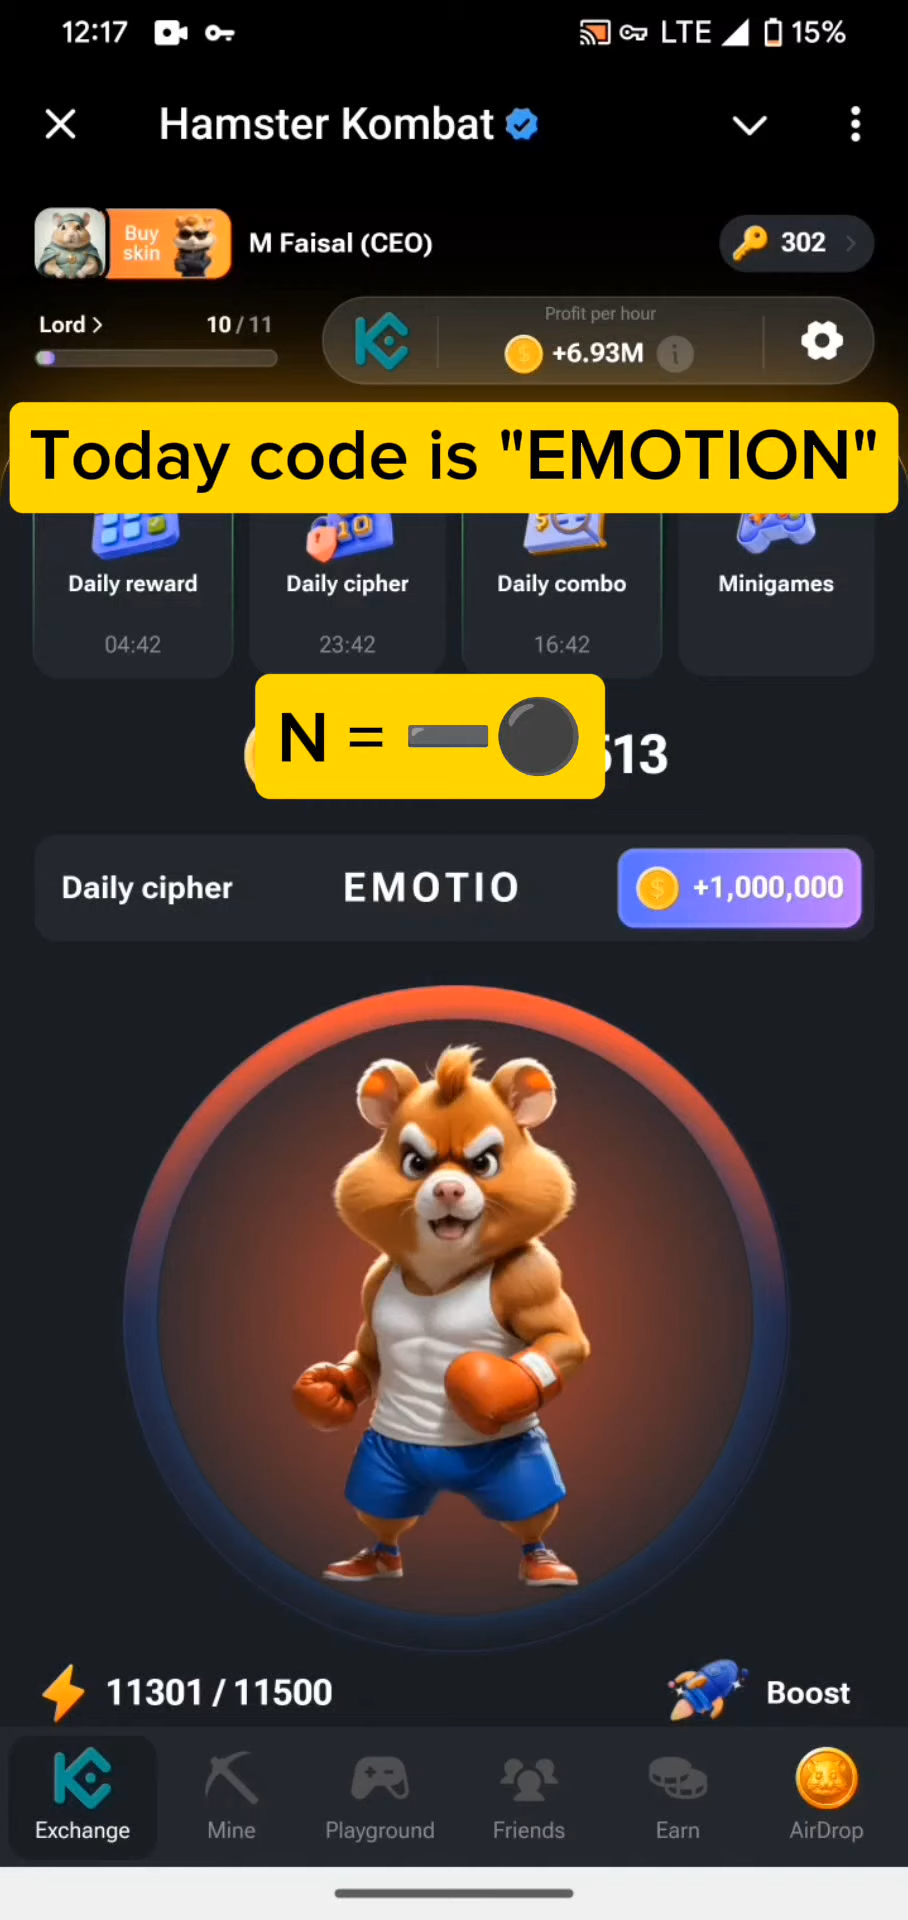 12:17 LTE 15%
Hamster Kombat
Buy skin M Faisal (CEO) 302
Lord > 10 / 11
Profit per hour
+6.93M
Today code is "EMOTION"
Daily reward Daily cipher Daily combo Minigames
04:42 23:42 16:42
N = ➖⚫
513
Daily cipher EMOTIO +1,000,000
11301 / 11500 Boost
Exchange Mine Playground Friends Earn AirDrop